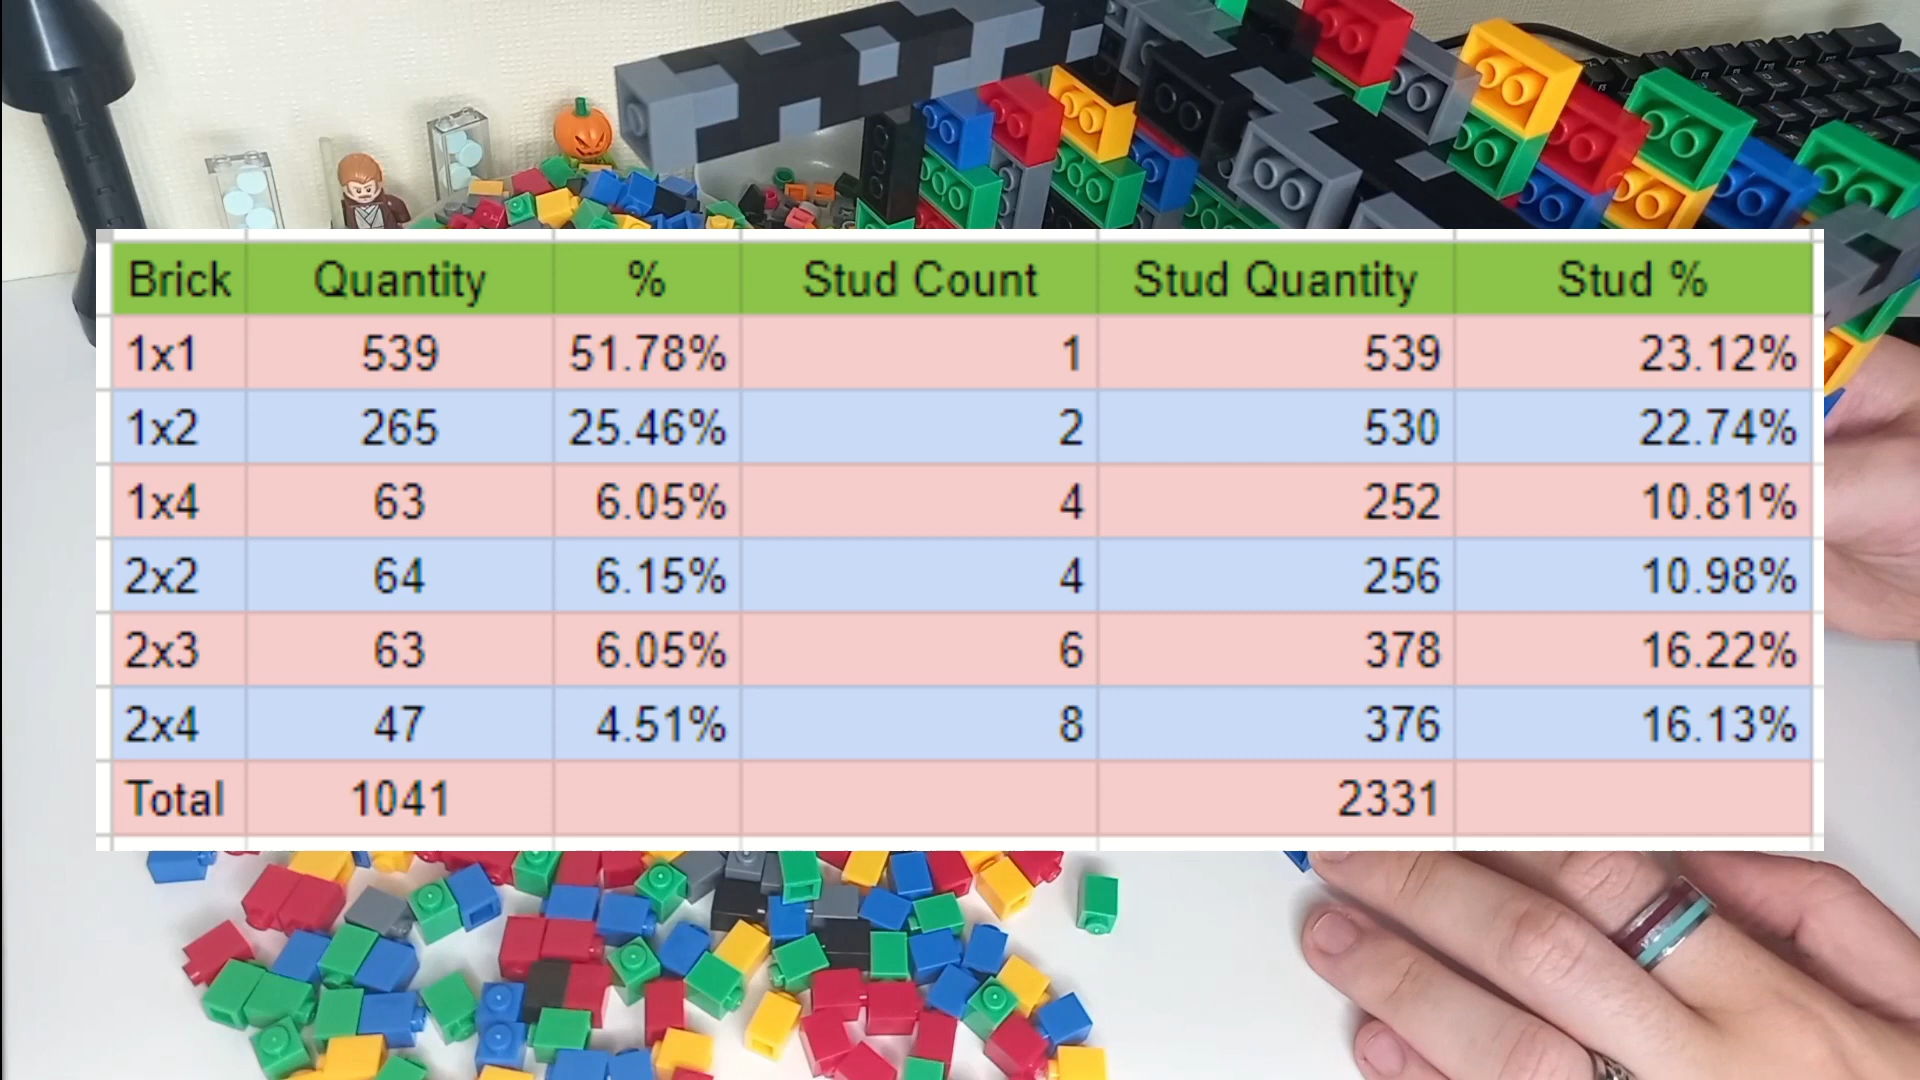 Brick Quantity % Stud Count Stud Quantity Stud %
1x1 539 51.78% 1 539 23.12%
1x2 265 25.46% 2 530 22.74%
1x4 63 6.05% 4 252 10.81%
2x2 64 6.15% 4 256 10.98%
2x3 63 6.05% 6 378 16.22%
2x4 47 4.51% 8 376 16.13%
Total 1041 2331